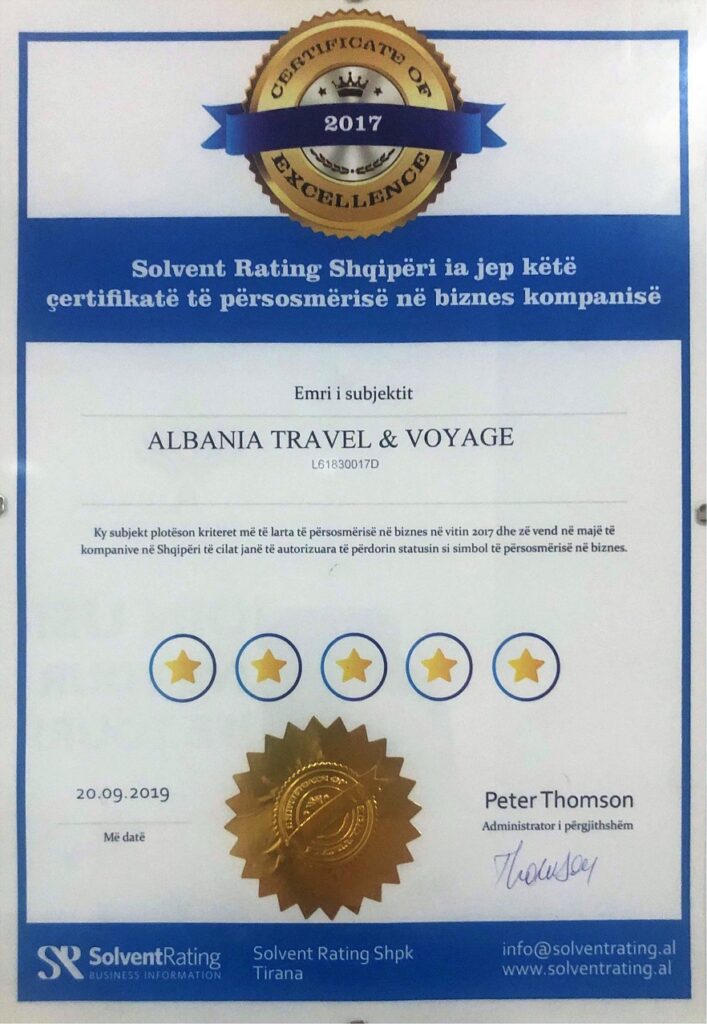 CERTIFICATE OF
2017
EXCELLENCE
Solvent Rating Shqipëri ia jep këtë
çertifikatë të përsosmërisë në biznes kompanisë
Emri i subjektit
ALBANIA TRAVEL & VOYAGE
L61830017D
Ky subjekt plotëson kriteret më të larta të përsosmërisë në biznes në vitin 2017 dhe zë vend në majë të
kompanive në Shqipëri të cilat janë të autorizuara të përdorin statusin si simbol të përsosmërisë në biznes.
20.09.2019
Më datë
Peter Thomson
Administrator i përgjithshëm
Thomson
SR SolventRating
BUSINESS INFORMATION
Solvent Rating Shpk
Tirana
info@solventrating.al
www.solventrating.al